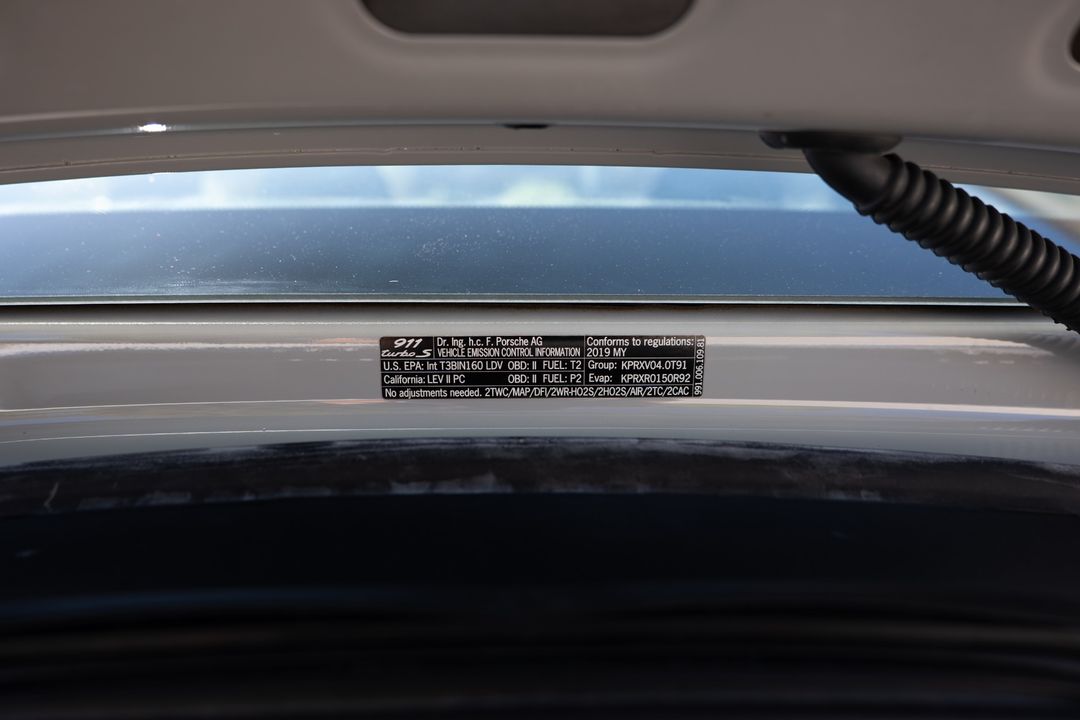 911 turbo S
Dr. Ing. h.c. F. Porsche AG
VEHICLE EMISSION CONTROL INFORMATION
Conforms to regulations:
2019 MY
U.S. EPA: Int T3BIN160 LDV OBD: II FUEL: T2
Group: KPRXV04.0T91
California: LEV II PC OBD: II FUEL: P2
Evap: KPRXR0150R92
No adjustments needed. 2TWC/MAP/DFI/2WR-HO2S/2HO2S/AIR/2TC/2CAC
991.006.109.81